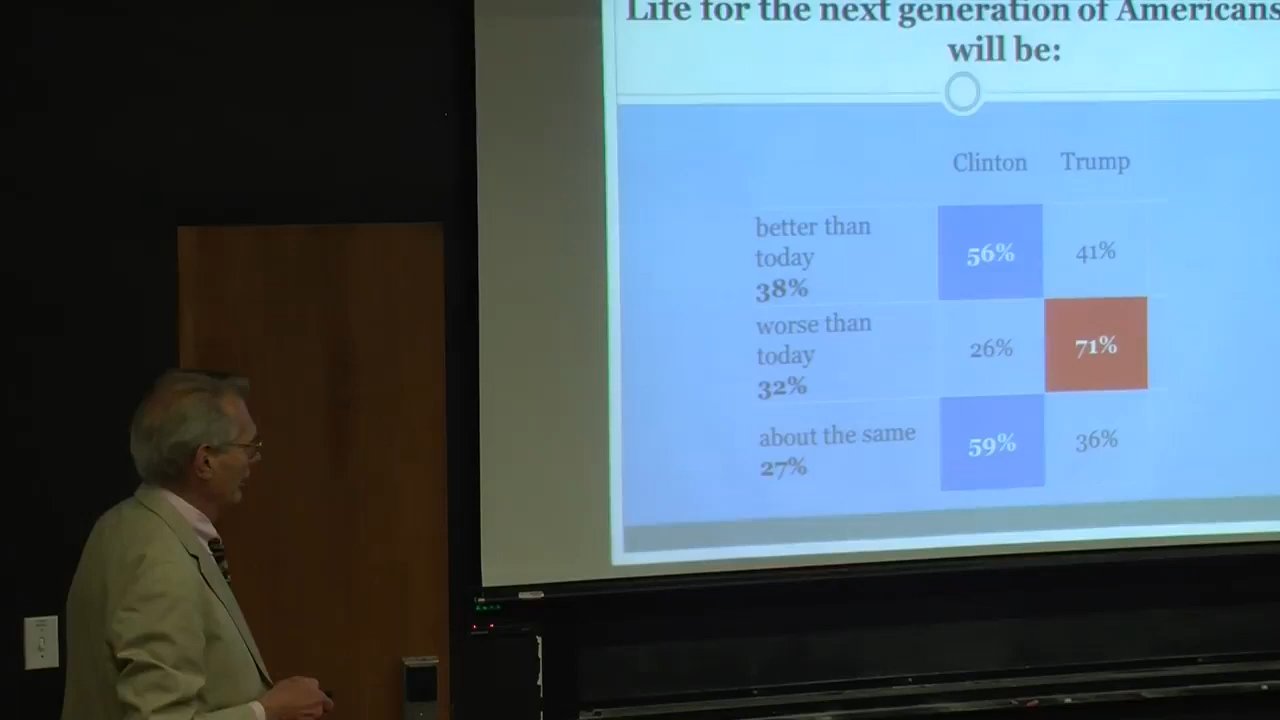 Life for the next generation of Americans
will be:
Clinton Trump
better than
today
38%
56% 41%
worse than
today
32%
26% 71%
about the same
27%
59% 36%